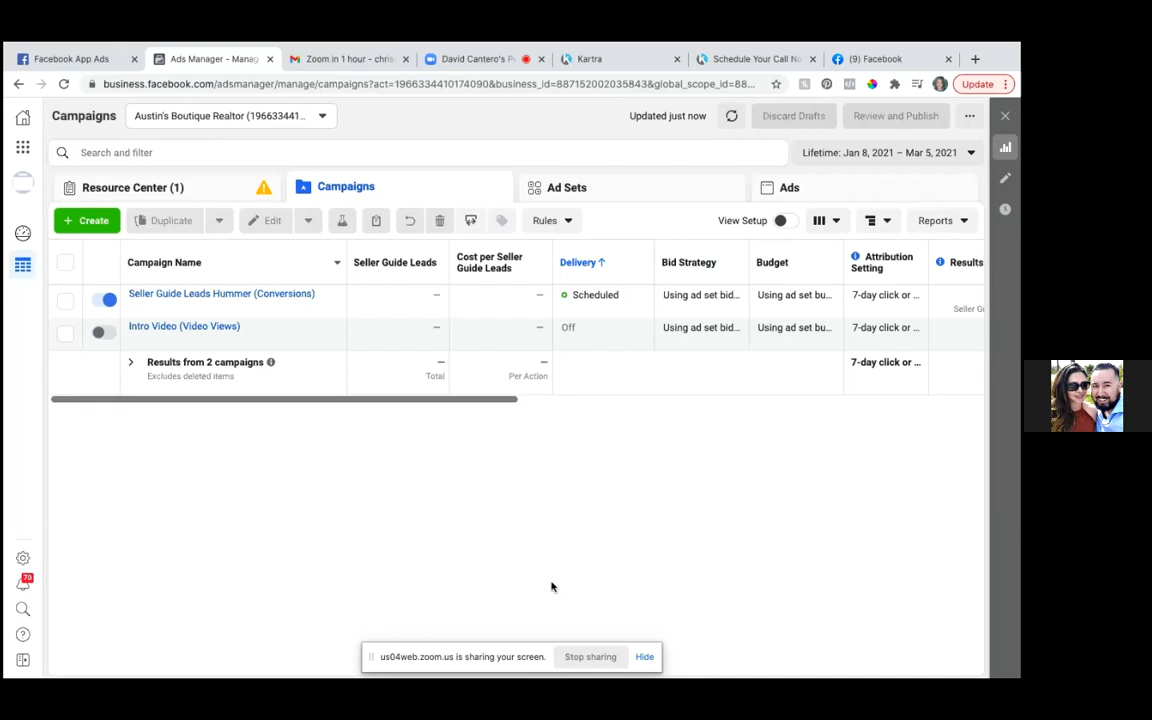 Facebook App Ads
Ads Manager - Manag
Zoom in 1 hour - chris
David Cantero's P
Kartra
Schedule Your Call No
(9) Facebook
business.facebook.com/adsmanager/manage/campaigns?act=1966334410174090&business_id=887152002035843&global_scope_id=88...
Update
Campaigns
Austin's Boutique Realtor (196633441...
Updated just now
Discard Drafts
Review and Publish
Search and filter
Lifetime: Jan 8, 2021 – Mar 5, 2021
Resource Center (1)
Campaigns
Ad Sets
Ads
+ Create
Duplicate
Edit
Rules
View Setup
Reports
Campaign Name
Seller Guide Leads
Cost per Seller
Guide Leads
Delivery ↑
Bid Strategy
Budget
Attribution
Setting
Results
Seller Guide Leads Hummer (Conversions)
—
—
Scheduled
Using ad set bid...
Using ad set bu...
7-day click or ...
Seller G
Intro Video (Video Views)
—
—
Off
Using ad set bid...
Using ad set bu...
7-day click or ...
Results from 2 campaigns
Excludes deleted items
—
Total
—
Per Action
7-day click or ...
70
us04web.zoom.us is sharing your screen.
Stop sharing
Hide